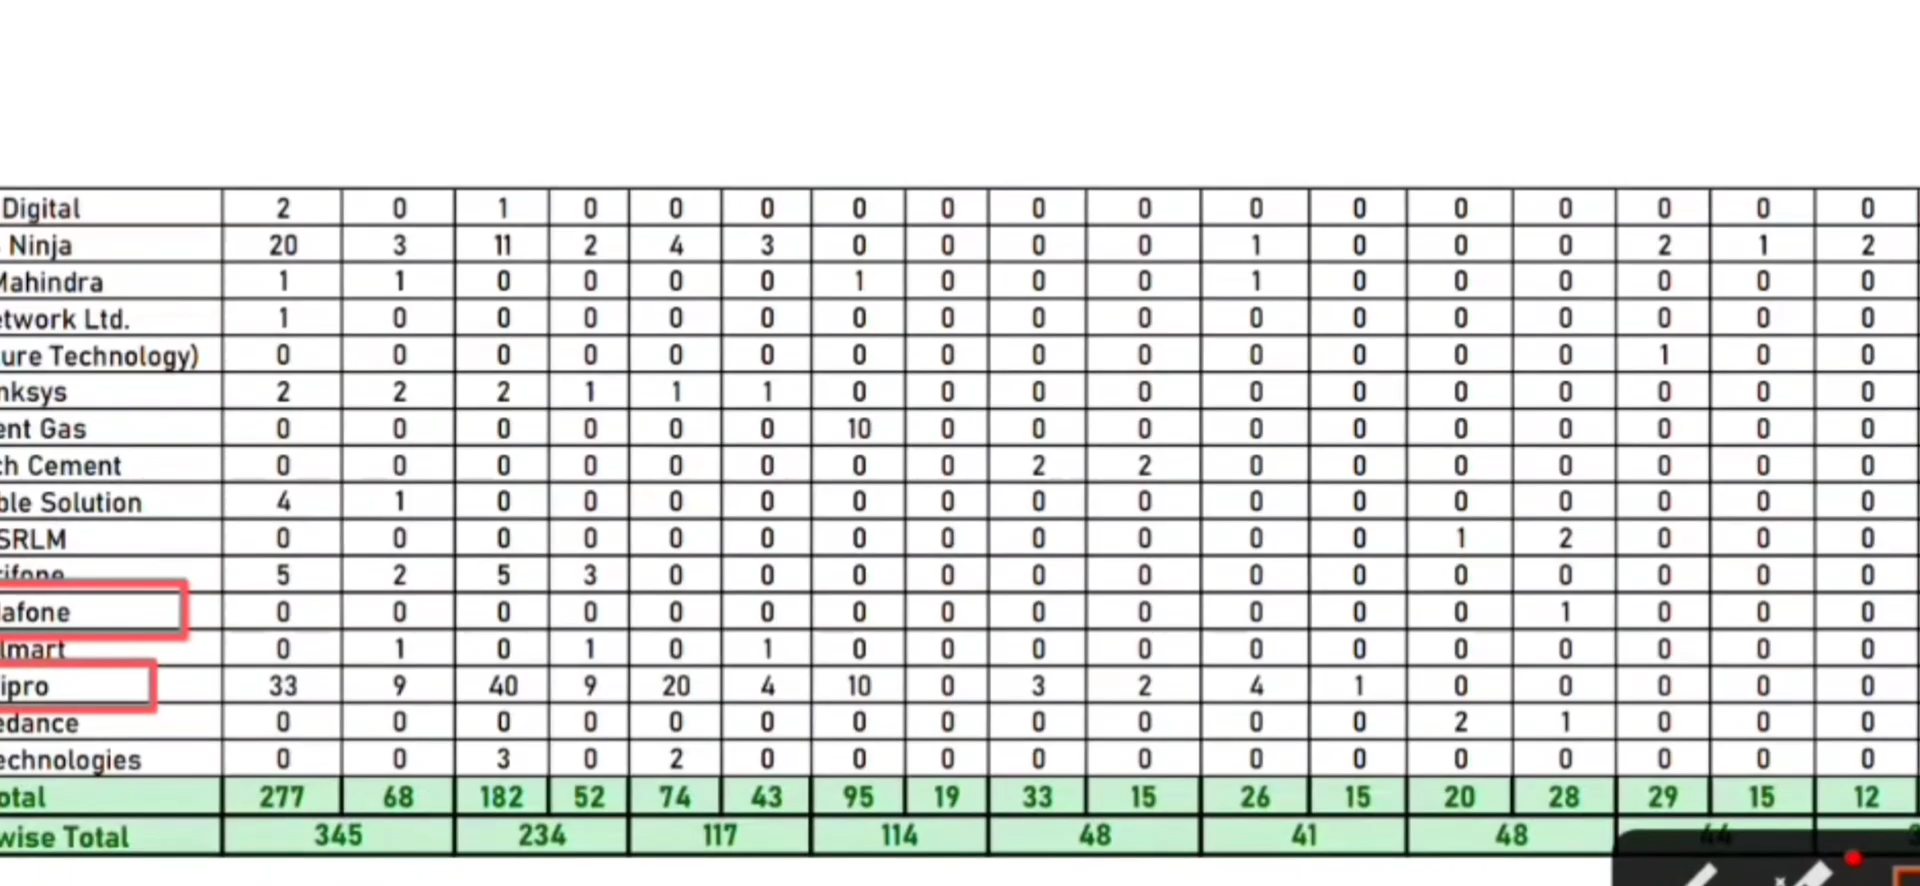 Digital 2 0 1 0 0 0 0 0 0 0 0 0 0 0 0 0 0
Ninja 20 3 11 2 4 3 0 0 0 0 1 0 0 0 2 1 2
Mahindra 1 1 0 0 0 0 1 0 0 0 1 0 0 0 0 0 0
etwork Ltd. 1 0 0 0 0 0 0 0 0 0 0 0 0 0 0 0 0
ure Technology) 0 0 0 0 0 0 0 0 0 0 0 0 0 0 1 0 0
nksys 2 2 2 1 1 1 0 0 0 0 0 0 0 0 0 0 0
ent Gas 0 0 0 0 0 0 10 0 0 0 0 0 0 0 0 0 0
ch Cement 0 0 0 0 0 0 0 0 2 2 0 0 0 0 0 0 0
ble Solution 4 1 0 0 0 0 0 0 0 0 0 0 0 0 0 0 0
SRLM 0 0 0 0 0 0 0 0 0 0 0 0 1 2 0 0 0
rifone 5 2 5 3 0 0 0 0 0 0 0 0 0 0 0 0 0
afone 0 0 0 0 0 0 0 0 0 0 0 0 0 1 0 0 0
lmart 0 1 0 1 0 1 0 0 0 0 0 0 0 0 0 0 0
ipro 33 9 40 9 20 4 10 0 3 2 4 1 0 0 0 0 0
edance 0 0 0 0 0 0 0 0 0 0 0 0 2 1 0 0 0
echnologies 0 0 3 0 2 0 0 0 0 0 0 0 0 0 0 0 0
otal 277 68 182 52 74 43 95 19 33 15 26 15 20 28 29 15 12
wise Total 345 234 117 114 48 41 48 44